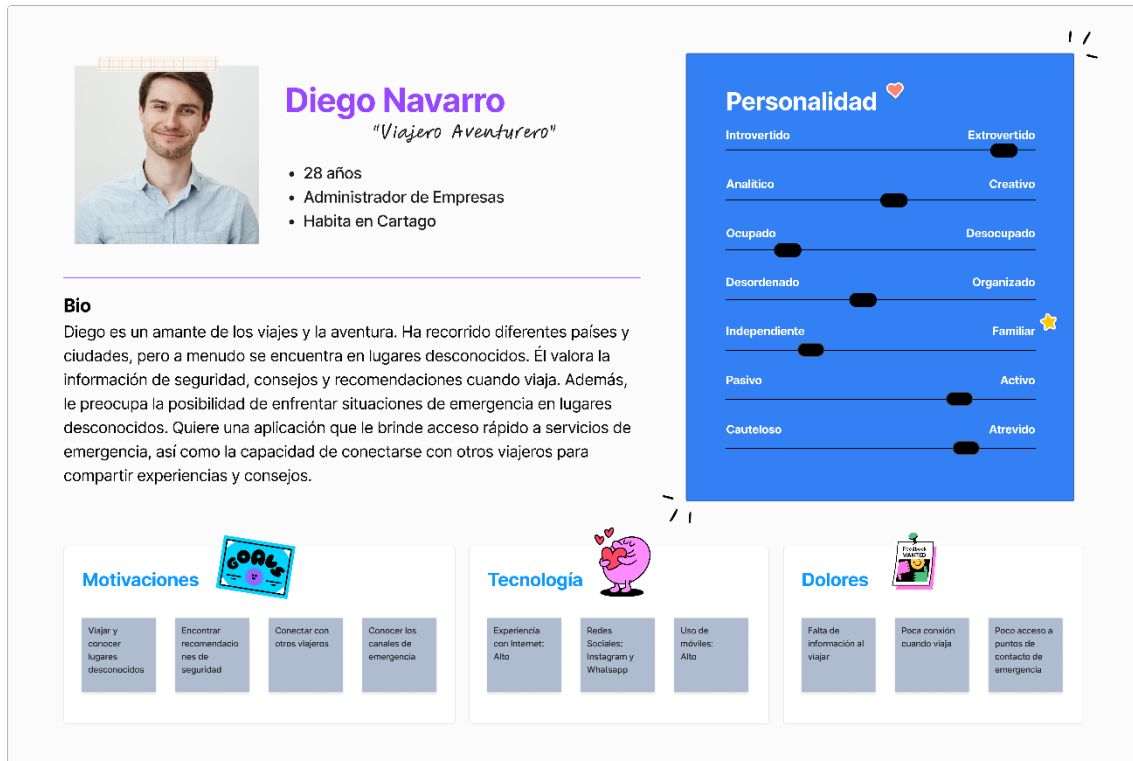 Diego Navarro
"Viajero Aventurero"
• 28 años
• Administrador de Empresas
• Habita en Cartago
Bio
Diego es un amante de los viajes y la aventura. Ha recorrido diferentes países y
ciudades, pero a menudo se encuentra en lugares desconocidos. Él valora la
información de seguridad, consejos y recomendaciones cuando viaja. Además,
le preocupa la posibilidad de enfrentar situaciones de emergencia en lugares
desconocidos. Quiere una aplicación que le brinde acceso rápido a servicios de
emergencia, así como la capacidad de conectarse con otros viajeros para
compartir experiencias y consejos.
Personalidad
Introvertido Extrovertido
Analítico Creativo
Ocupado Desocupado
Desordenado Organizado
Independiente Familiar
Pasivo Activo
Cauteloso Atrevido
Motivaciones
GOALS
Viajar y
conocer
lugares
desconocidos
Encontrar
recomendacio
nes de
seguridad
Conectar con
otros viajeros
Conocer los
canales de
emergencia
Tecnología
Experiencía
con Internet:
Alto
Redes
Sociales:
Instagram y
Whatsapp
Uso de
móviles:
Alto
Dolores
Feedback
WANTED
Falta de
información al
viajar
Poca conxión
cuando viaja
Poco acceso a
puntos de
contacto de
emergencia